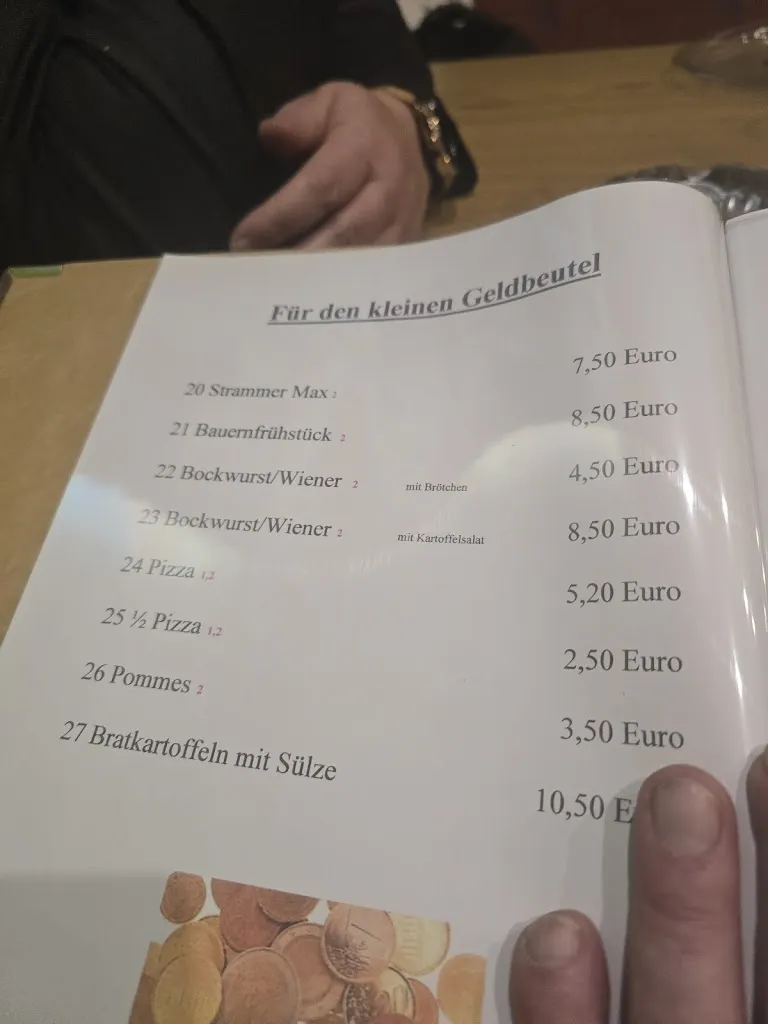 Für den kleinen Geldbeutel
20 Strammer Max 2 7,50 Euro
21 Bauernfrühstück 2 8,50 Euro
22 Bockwurst/Wiener 2 mit Brötchen 4,50 Euro
23 Bockwurst/Wiener 2 mit Kartoffelsalat 8,50 Euro
24 Pizza 1,2 5,20 Euro
25 ½ Pizza 1,2 2,50 Euro
26 Pommes 2 3,50 Euro
27 Bratkartoffeln mit Sülze 10,50 E